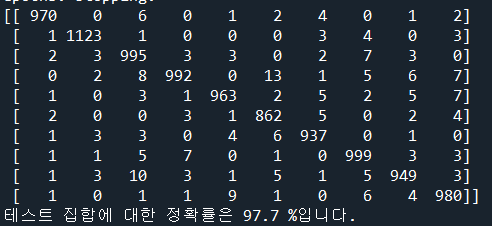 [[ 970 0 6 0 1 2 4 0 1 2]
[ 1 1123 1 0 0 0 3 4 0 3]
[ 2 3 995 3 3 0 2 7 3 0]
[ 0 2 8 992 0 13 1 5 6 7]
[ 1 0 3 1 963 2 5 2 5 7]
[ 2 0 0 3 1 862 5 0 2 4]
[ 1 3 3 0 4 6 937 0 1 0]
[ 1 1 5 7 0 1 0 999 3 3]
[ 1 3 10 3 1 5 1 5 949 3]
[ 1 0 1 1 9 1 0 6 4 980]]
테스트 집합에 대한 정확률은 97.7 %입니다.